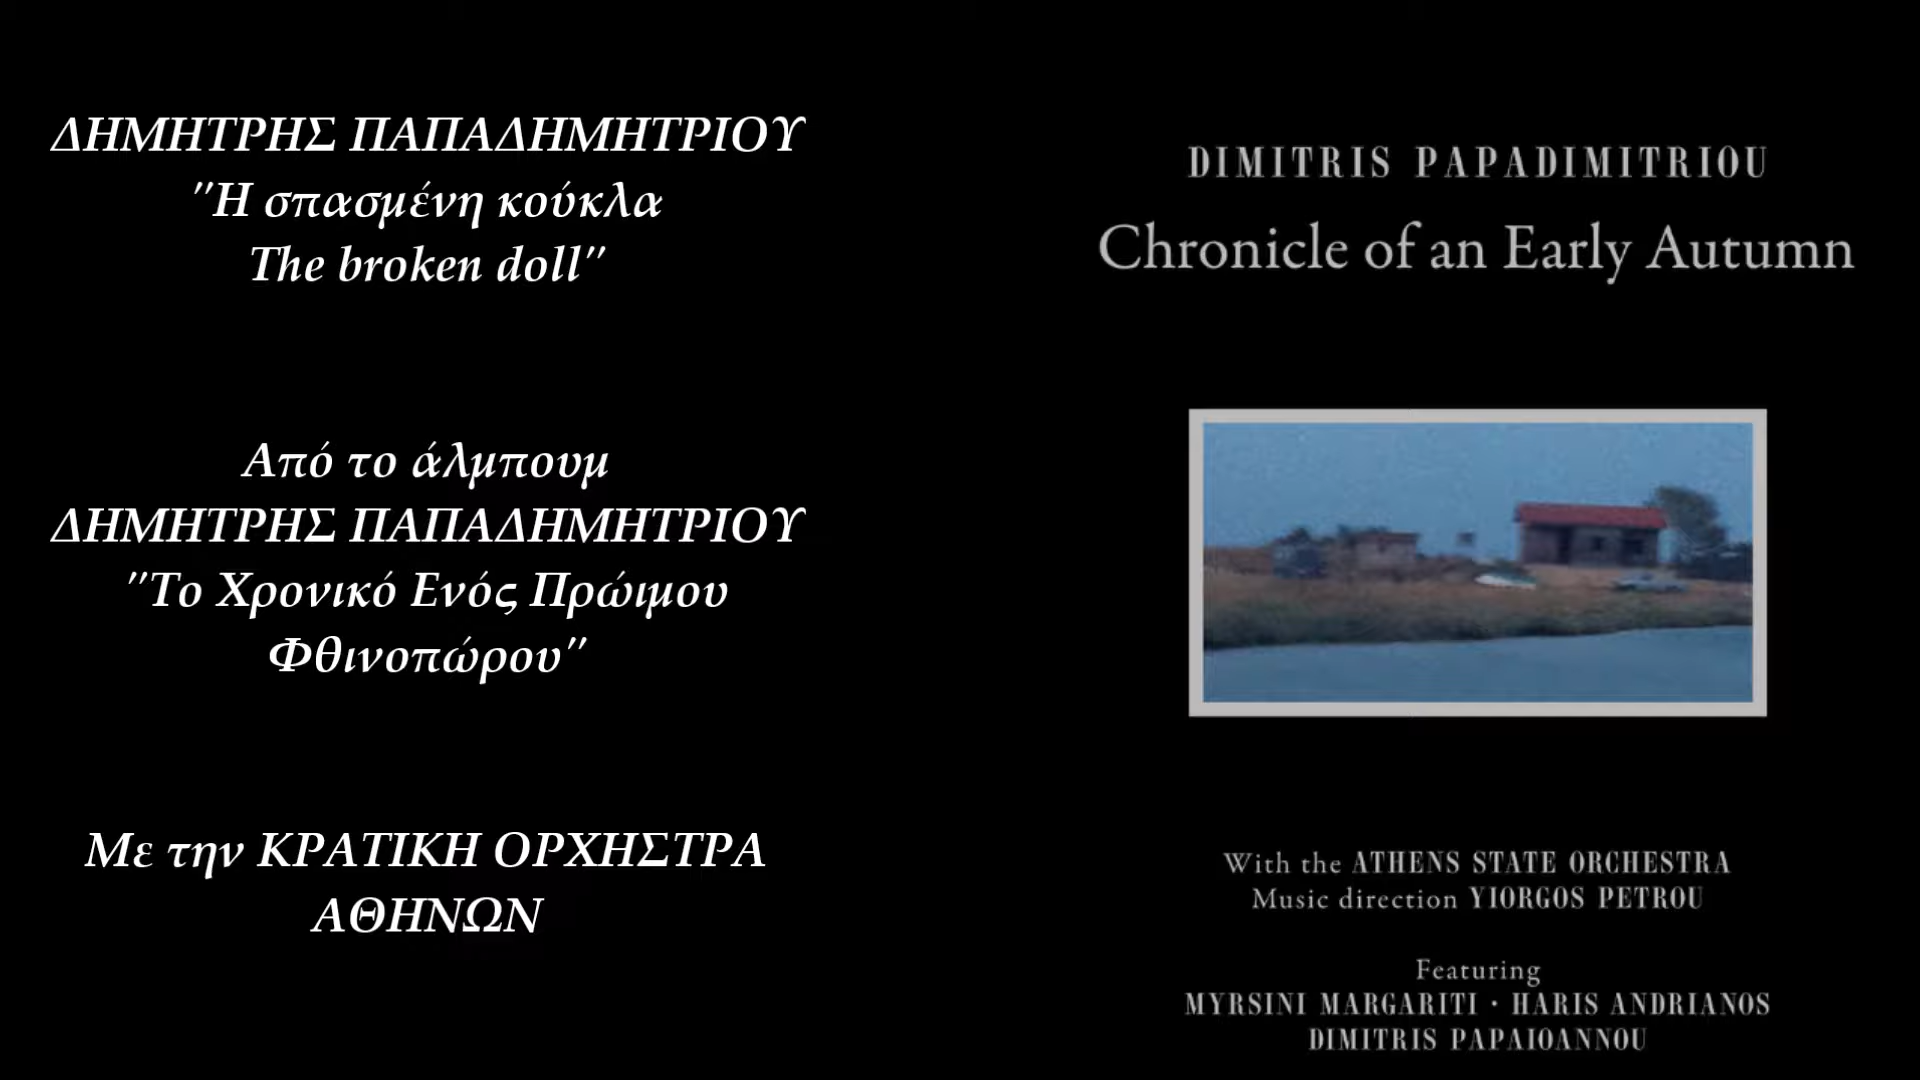 ΔΗΜΗΤΡΗΣ ΠΑΠΑΔΗΜΗΤΡΙΟΥ
"Η σπασμένη κούκλα
The broken doll"
Από το άλμπουμ
ΔΗΜΗΤΡΗΣ ΠΑΠΑΔΗΜΗΤΡΙΟΥ
"Το Χρονικό Ενός Πρώιμου
Φθινοπώρου"
Με την ΚΡΑΤΙΚΗ ΟΡΧΗΣΤΡΑ
ΑΘΗΝΩΝ
DIMITRIS PAPADIMITRIOU
Chronicle of an Early Autumn
With the ATHENS STATE ORCHESTRA
Music direction YIORGOS PETROU
Featuring
MYRSINI MARGARITI · HARIS ANDRIANOS
DIMITRIS PAPAIOANNOU